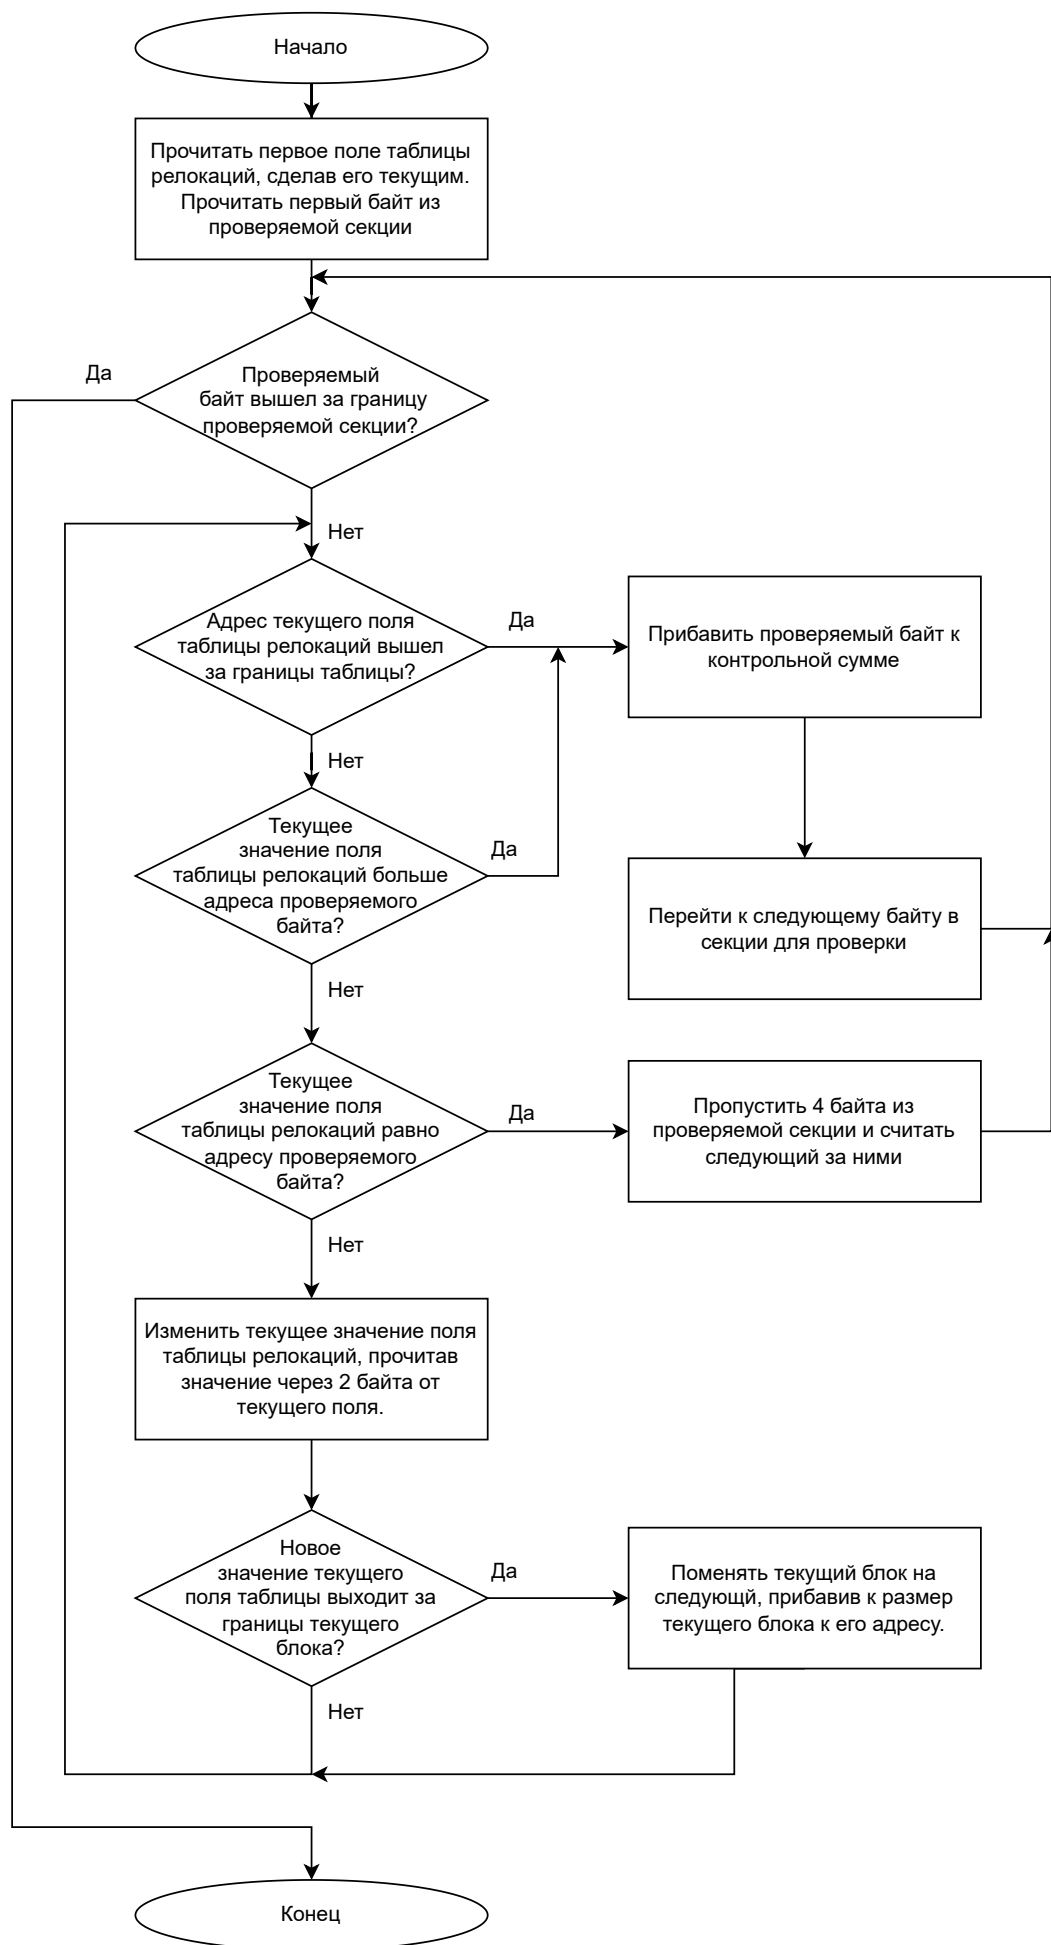 Начало
Прочитать первое поле таблицы
релокаций, сделав его текущим.
Прочитать первый байт из
проверяемой секции
Да
Проверяемый
байт вышел за границу
проверяемой секции?
Нет
Адрес текущего поля
таблицы релокаций вышел
за границы таблицы?
Да
Прибавить проверяемый байт к
контрольной сумме
Нет
Текущее
значение поля
таблицы релокаций больше
адреса проверяемого
байта?
Да
Перейти к следующему байту в
секции для проверки
Нет
Текущее
значение поля
таблицы релокаций равно
адресу проверяемого
байта?
Да
Пропустить 4 байта из
проверяемой секции и считать
следующий за ними
Нет
Изменить текущее значение поля
таблицы релокаций, прочитав
значение через 2 байта от
текущего поля.
Новое
значение текущего
поля таблицы выходит за
границы текущего
блока?
Да
Поменять текущий блок на
следующй, прибавив к размер
текущего блока к его адресу.
Нет
Конец